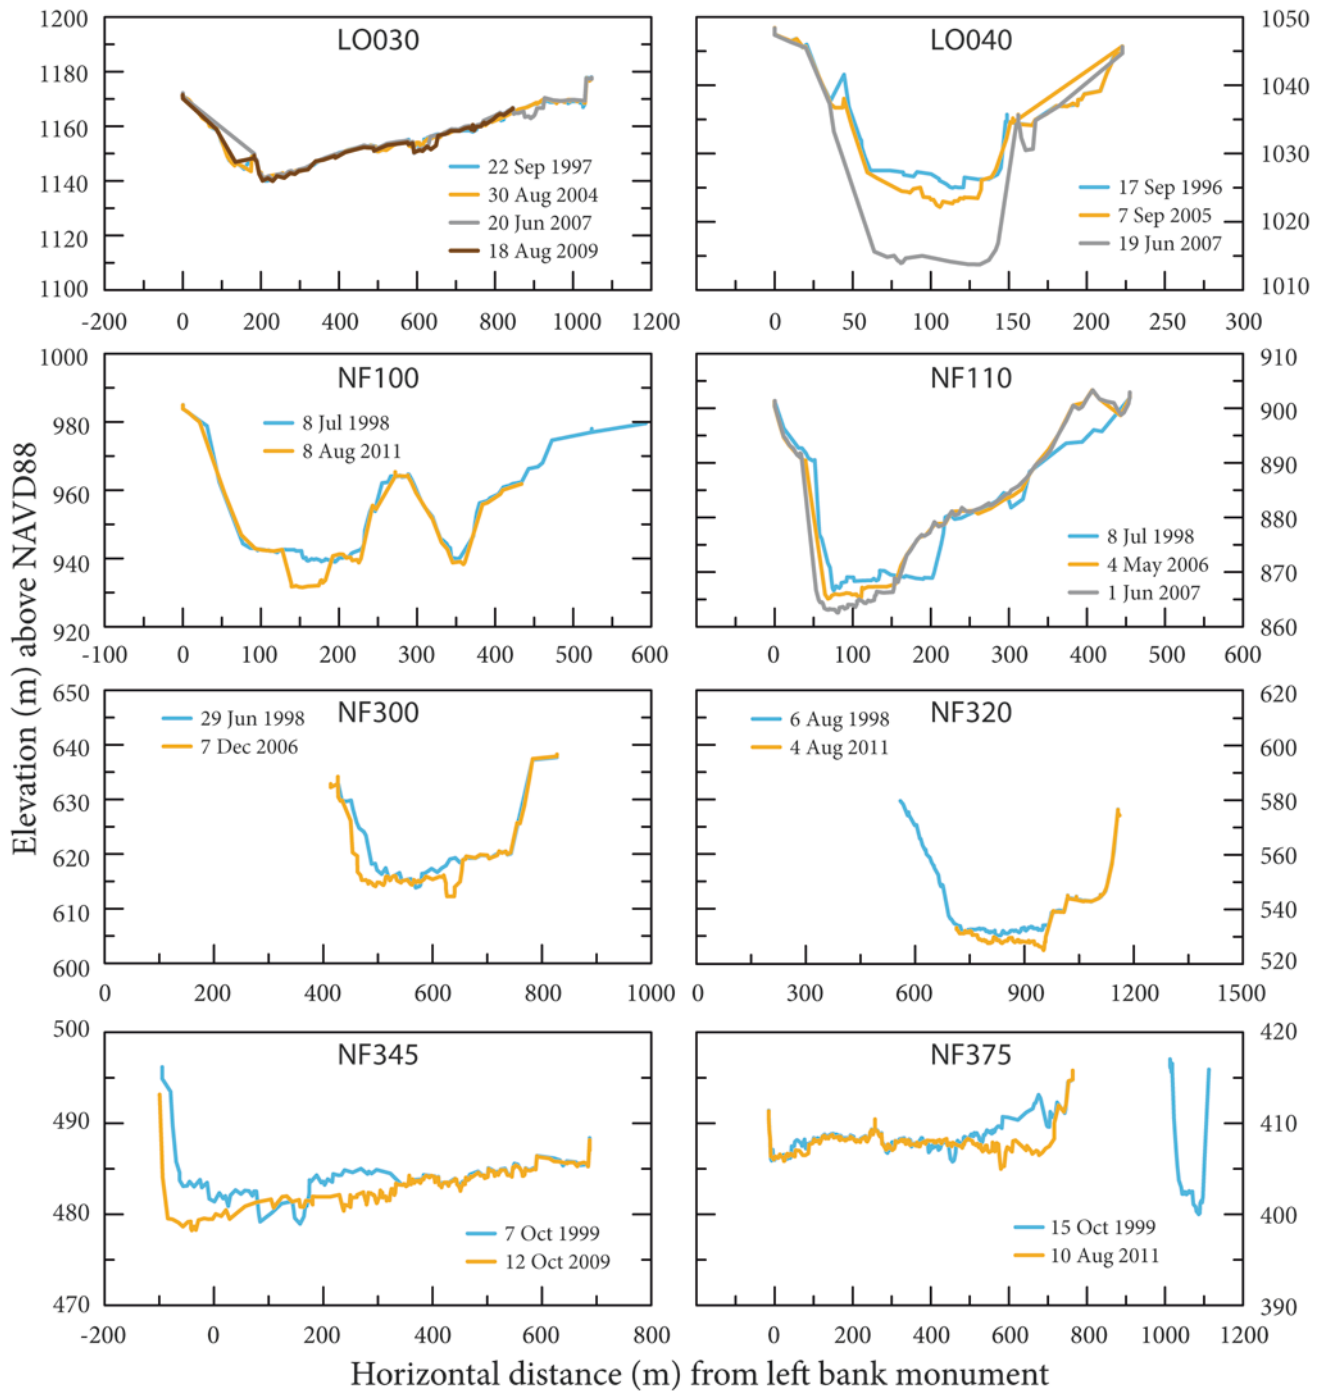 Elevation (m) above NAVD88
1200
1180
1160
1140
1120
1100
LO030
22 Sep 1997
30 Aug 2004
20 Jun 2007
18 Aug 2009
-200 0 200 400 600 800 1000 1200
LO040
17 Sep 1996
7 Sep 2005
19 Jun 2007
1050
1040
1030
1020
1010
0 50 100 150 200 250 300
1000
980
960
940
920
NF100
8 Jul 1998
8 Aug 2011
-100 0 100 200 300 400 500 600
NF110
8 Jul 1998
4 May 2006
1 Jun 2007
910
900
890
880
870
860
0 100 200 300 400 500 600
650
640
630
620
610
600
NF300
29 Jun 1998
7 Dec 2006
0 200 400 600 800 1000
NF320
6 Aug 1998
4 Aug 2011
620
600
580
560
540
520
0 300 600 900 1200 1500
500
490
480
470
NF345
7 Oct 1999
12 Oct 2009
-200 0 200 400 600 800
NF375
15 Oct 1999
10 Aug 2011
420
410
400
390
0 200 400 600 800 1000 1200
Horizontal distance (m) from left bank monument